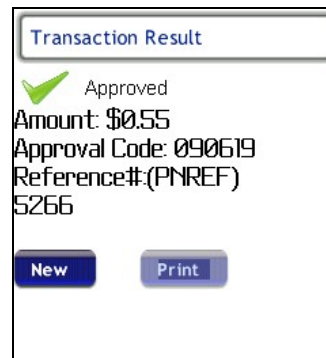 Transaction Result
Approved
Amount: $0.55
Approval Code: 090619
Reference#:(PNREF)
5266
New Print